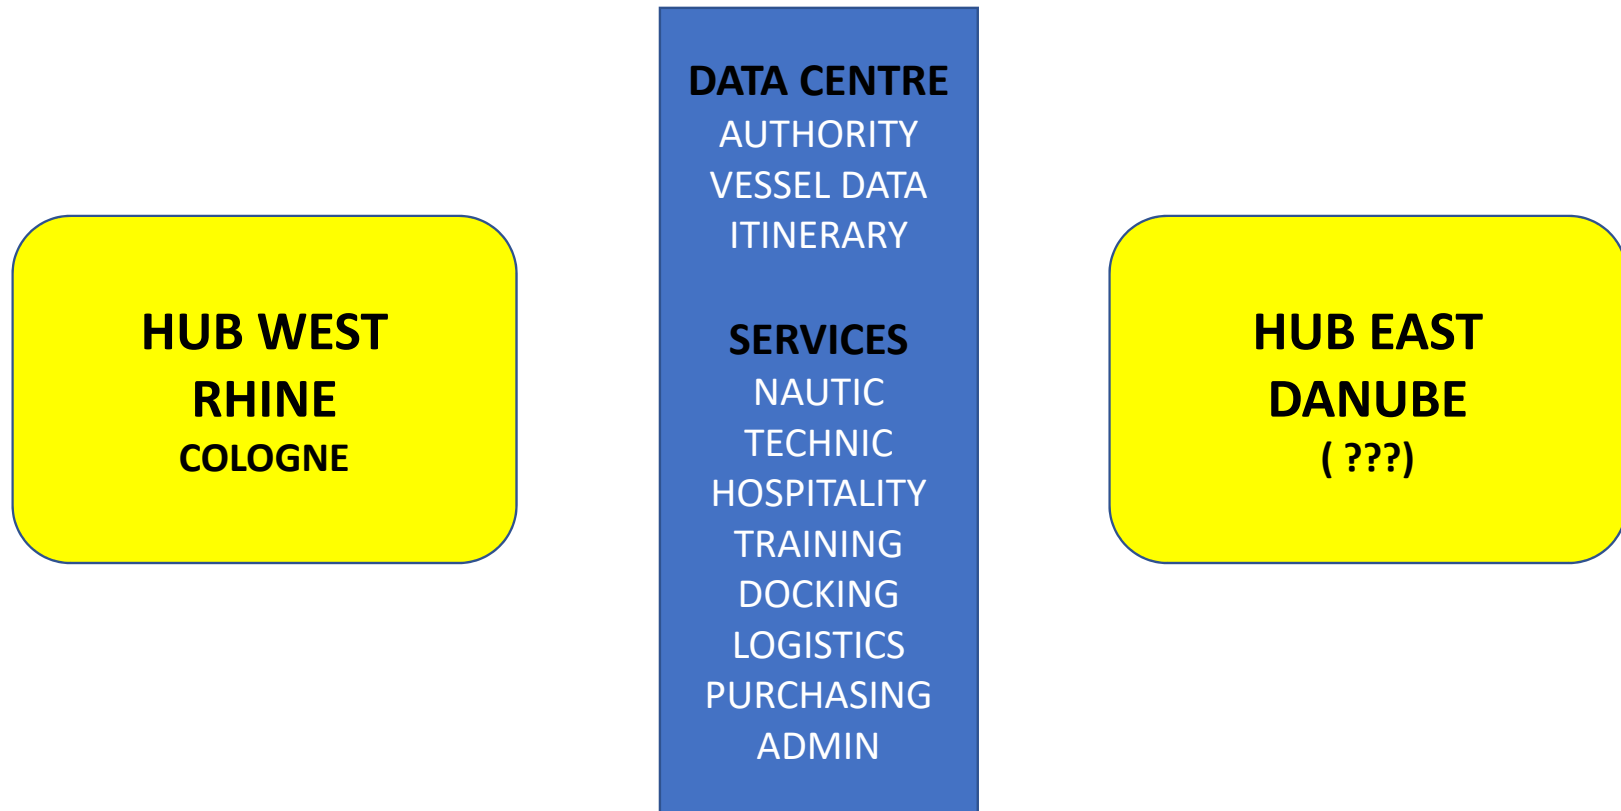 HUB WEST
RHINE
COLOGNE
DATA CENTRE
AUTHORITY
VESSEL DATA
ITINERARY
SERVICES
NAUTIC
TECHNIC
HOSPITALITY
TRAINING
DOCKING
LOGISTICS
PURCHASING
ADMIN
HUB EAST
DANUBE
( ???)